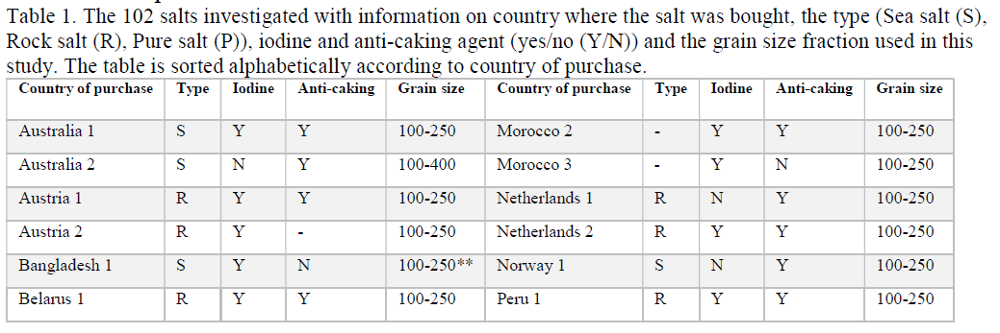 Table 1. The 102 salts investigated with information on country where the salt was bought, the type (Sea salt (S),
Rock salt (R), Pure salt (P)), iodine and anti-caking agent (yes/no (Y/N)) and the grain size fraction used in this
study. The table is sorted alphabetically according to country of purchase.
Country of purchase Type Iodine Anti-caking Grain size Country of purchase Type Iodine Anti-caking Grain size
Australia 1 S Y Y 100-250 Morocco 2 - Y Y 100-250
Australia 2 S N Y 100-400 Morocco 3 - Y N 100-250
Austria 1 R Y Y 100-250 Netherlands 1 R N Y 100-250
Austria 2 R Y - 100-250 Netherlands 2 R Y Y 100-250
Bangladesh 1 S Y N 100-250** Norway 1 S N Y 100-250
Belarus 1 R Y Y 100-250 Peru 1 R Y Y 100-250